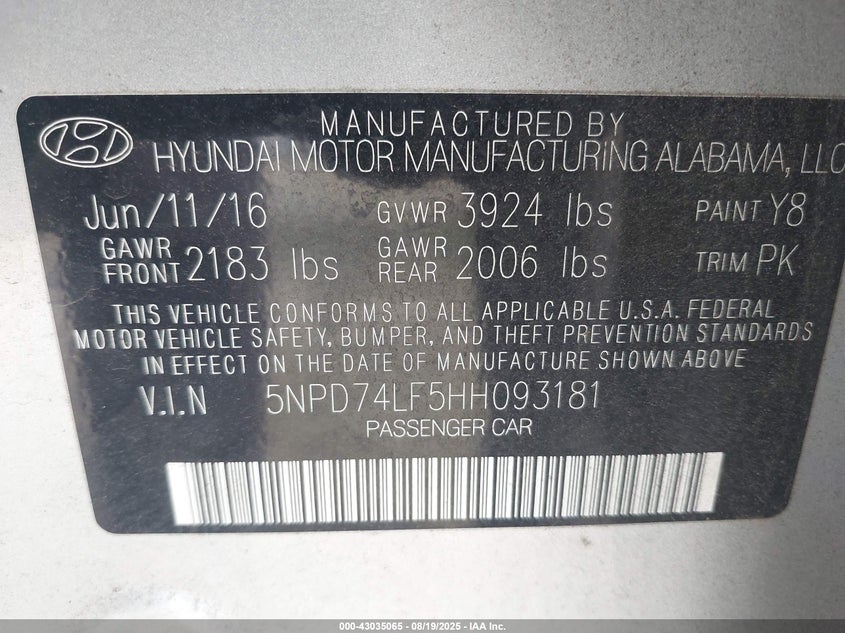 MANUFACTURED BY
HYUNDAI MOTOR MANUFACTURING ALABAMA, LLC
Jun/11/16 GVWR 3924 lbs PAINT Y8
GAWR FRONT 2183 lbs GAWR REAR 2006 lbs TRIM PK
THIS VEHICLE CONFORMS TO ALL APPLICABLE U.S.A. FEDERAL
MOTOR VEHICLE SAFETY, BUMPER, AND THEFT PREVENTION STANDARDS
IN EFFECT ON THE DATE OF MANUFACTURE SHOWN ABOVE
V.I.N 5NPD74LF5HH093181
PASSENGER CAR
000-43035065 - 08/19/2025 - IAA Inc.